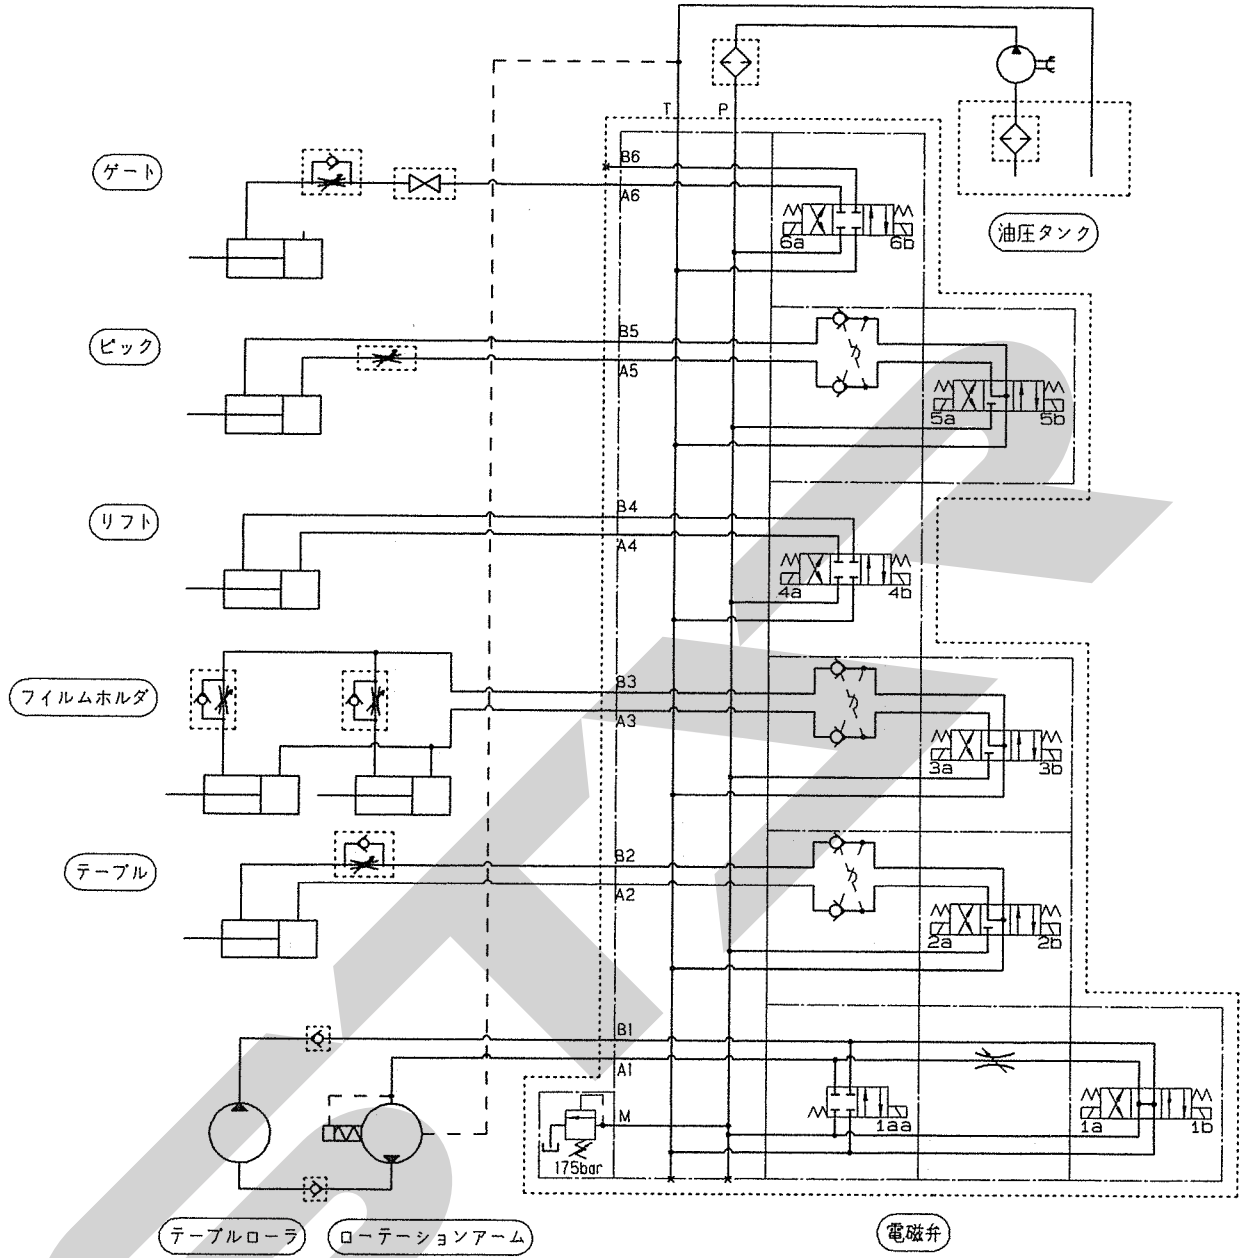 T P
B6
ゲート
A6
油圧タンク
6a 6b
B5
ピック
A5
5a 5b
B4
リフト
A4
4a 4b
B3
フィルムホルダ
A3
3a 3b
B2
テーブル
A2
2a 2b
B1
A1
M
1aa
1a 1b
175bar
テーブルローラ ローテーションアーム 電磁弁
STAR